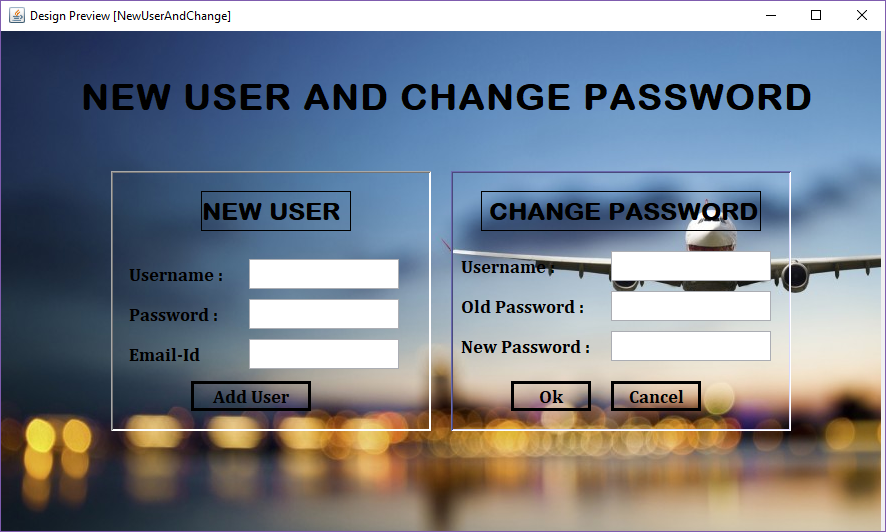 Design Preview [NewUserAndChange]
NEW USER AND CHANGE PASSWORD
NEW USER
Username :
Password :
Email-Id
Add User
CHANGE PASSWORD
Username :
Old Password :
New Password :
Ok
Cancel